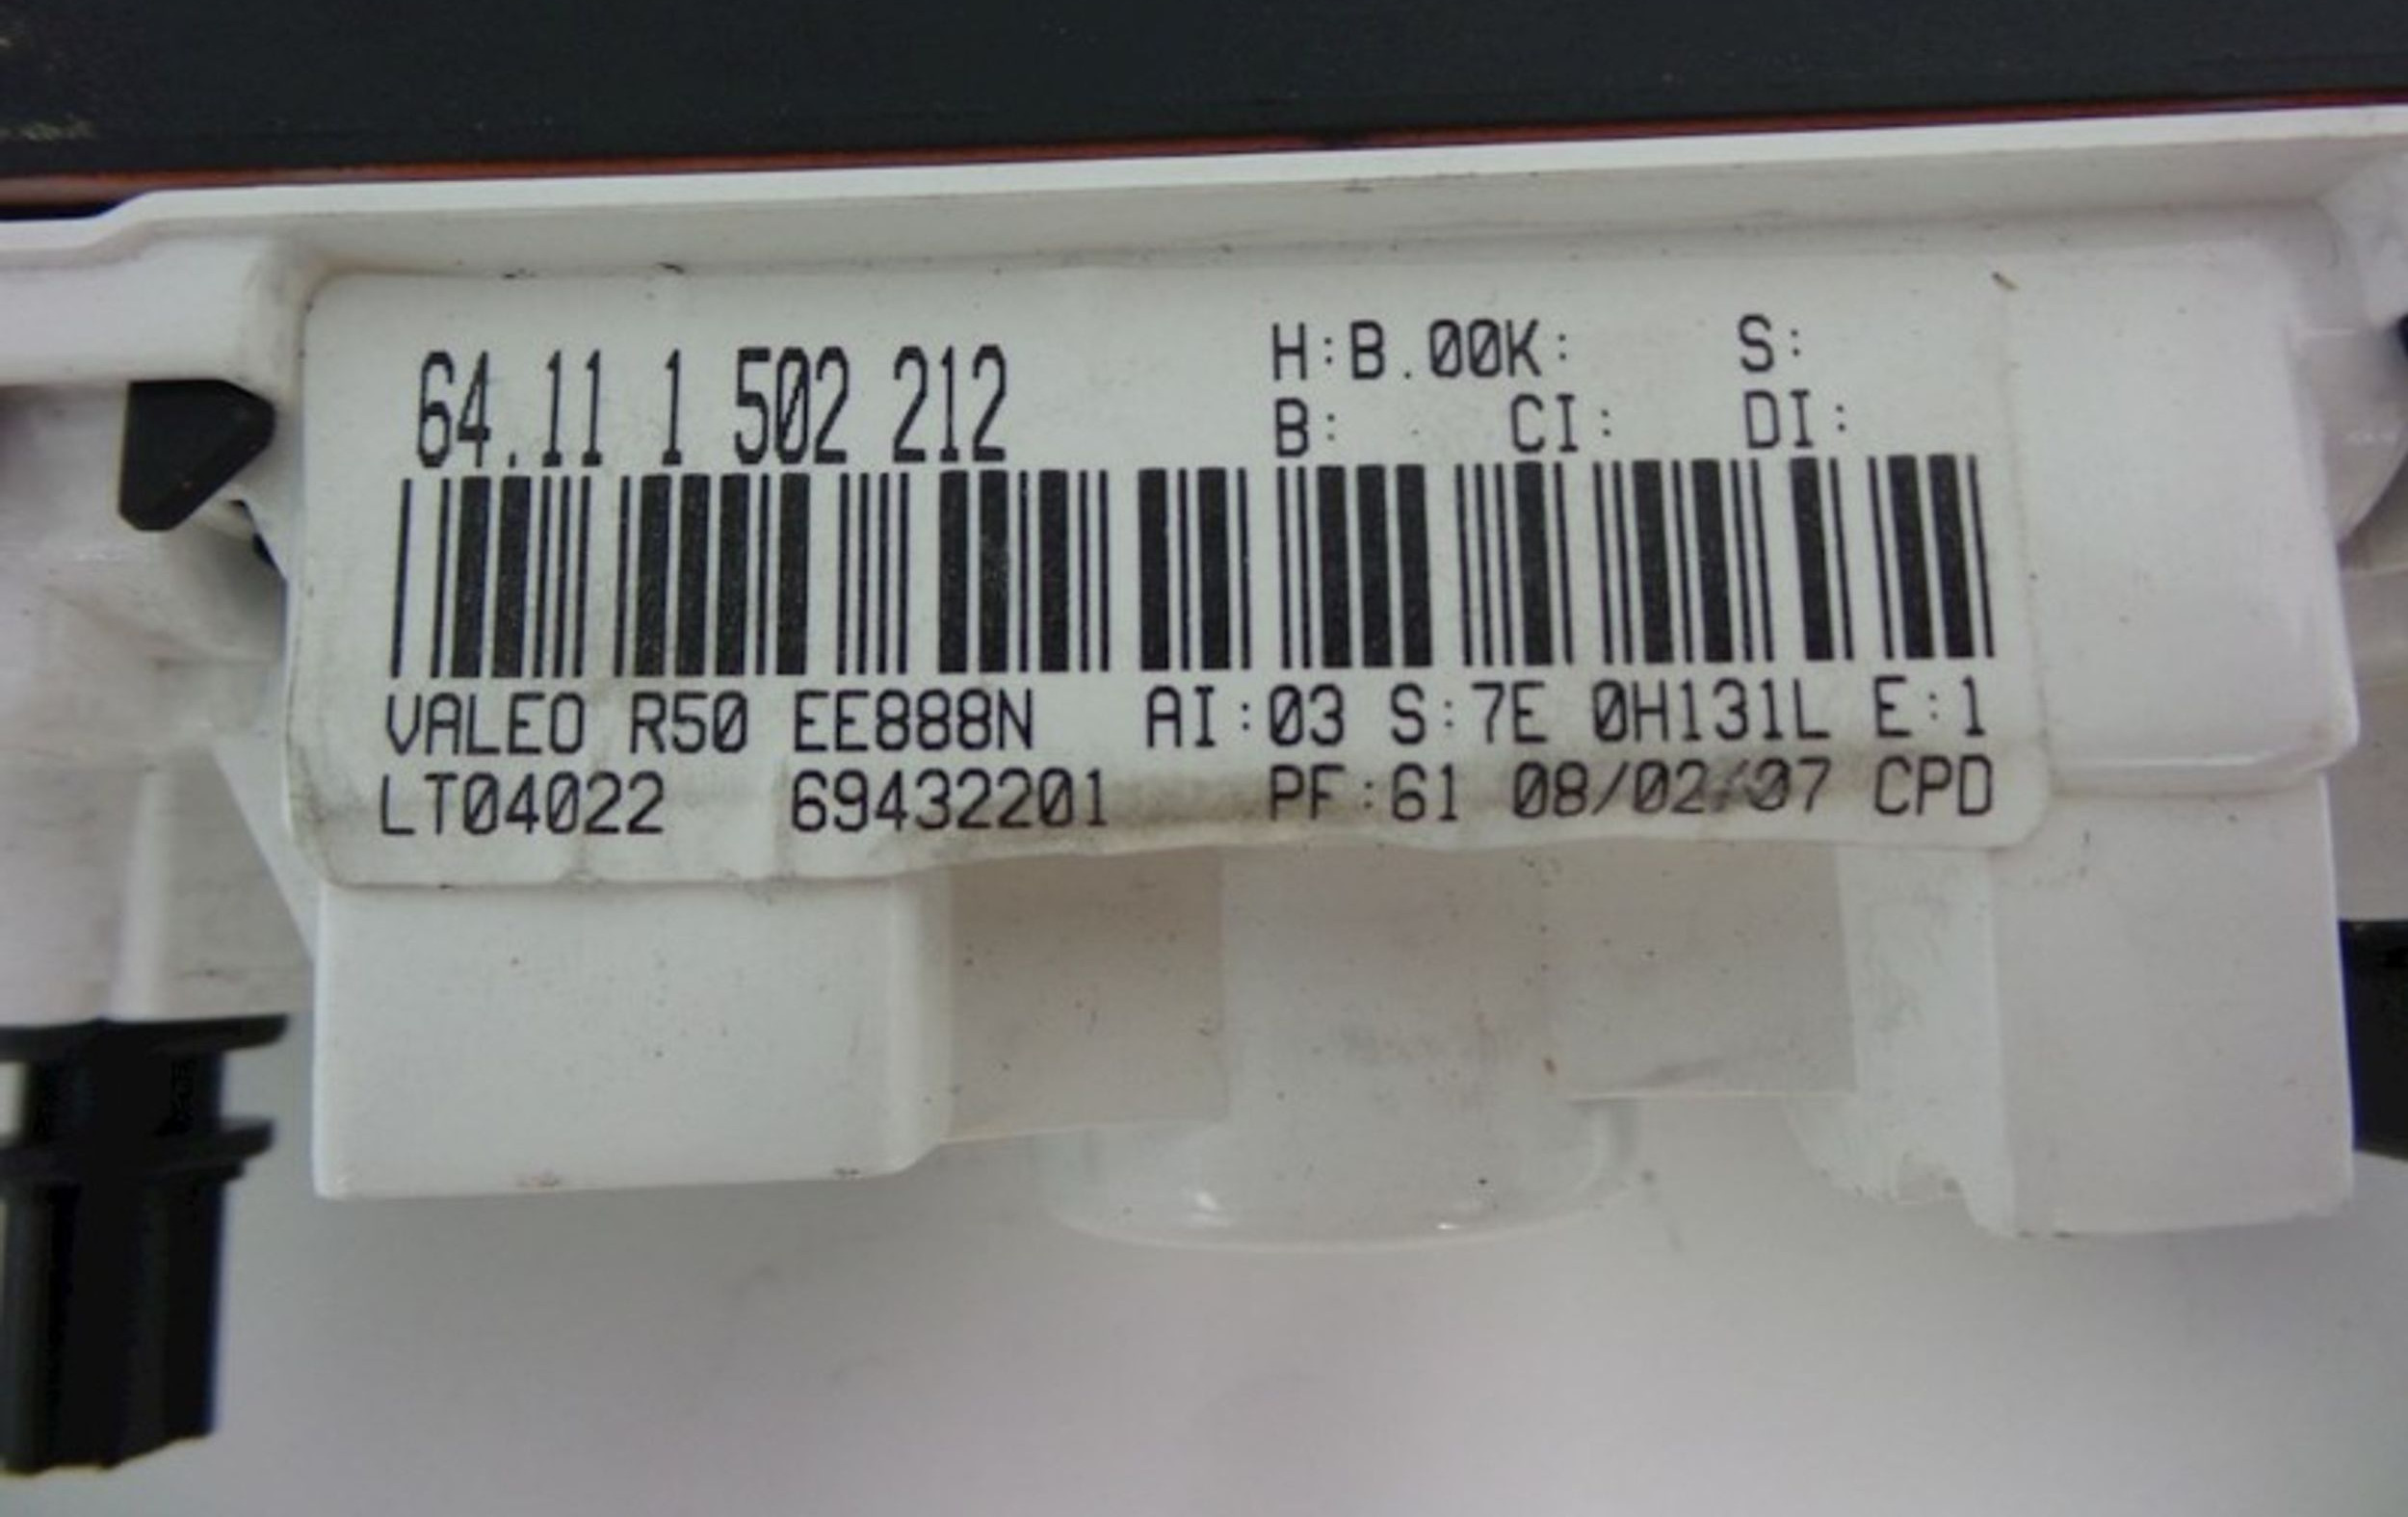 64.11 1 502 212
H:B.00K: S:
B: CI: DI:
VALEO R50 EE888N AI:03 S:7E 0H131L E:1
LT04022 69432201 PF:61 08/02/07 CPD